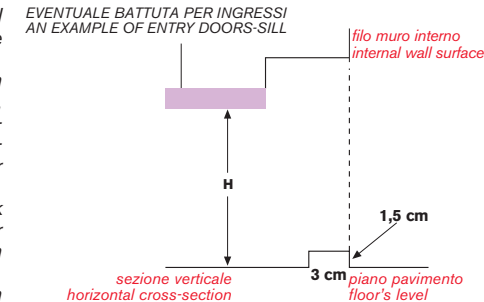 EVENTUALE BATTUTA PER INGRESSI
AN EXAMPLE OF ENTRY DOORS-SILL
filo muro interno
internal wall surface
H
1,5 cm
3 cm
sezione verticale
horizontal cross-section
piano pavimento
floor's level